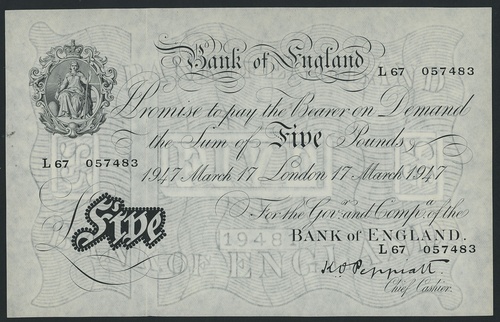 Bank of England
L 67 057483
I Promise to pay the Bearer on Demand
the Sum of Five Pounds
L 67 057483
1947 March 17 London 17 March 1947
For the Gov.r and Comp.a of the
£Five
1948
BANK of ENGLAND.
L 67 057483
K.O. Peppiatt
Chief Cashier.